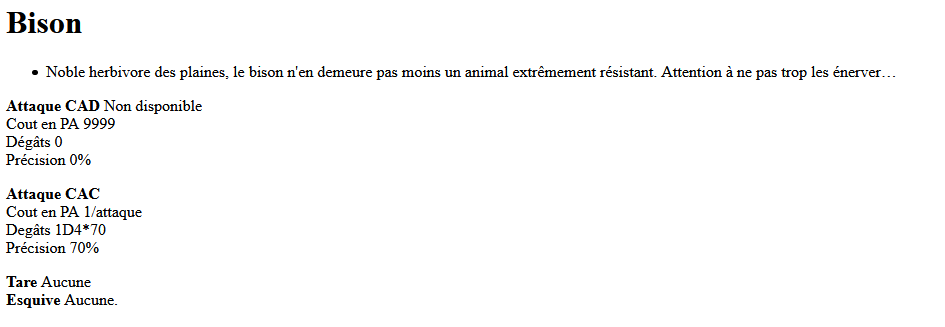 Bison
• Noble herbivore des plaines, le bison n'en demeure pas moins un animal extrêmement résistant. Attention à ne pas trop les énerver…
Attaque CAD Non disponible
Cout en PA 9999
Dégâts 0
Précision 0%
Attaque CAC
Cout en PA 1/attaque
Degâts 1D4*70
Précision 70%
Tare Aucune
Esquive Aucune.